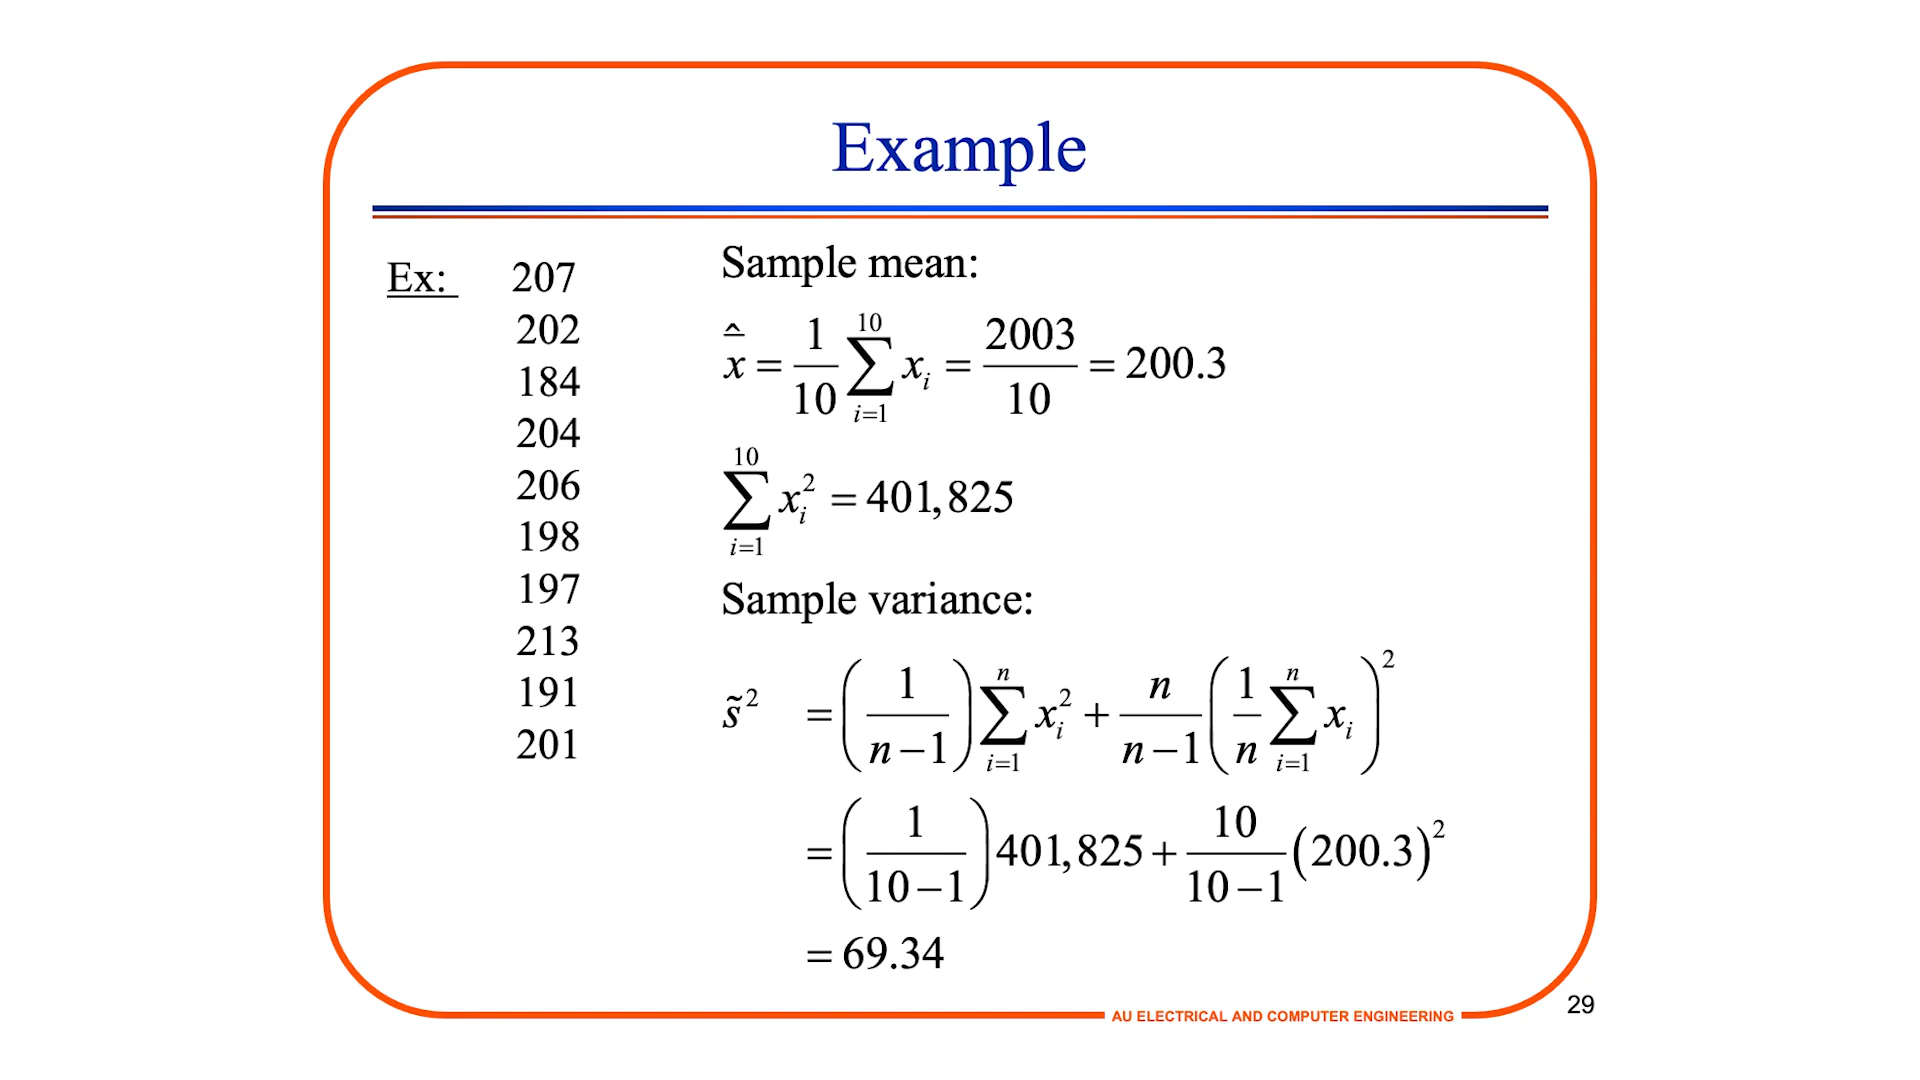 Example
Ex: 207
202
184
204
206
198
197
213
191
201
Sample mean:
x̂̄ = 1/10 ∑_{i=1}^{10} x_i = 2003/10 = 200.3
∑_{i=1}^{10} x_i^2 = 401,825
Sample variance:
s̃^2 = (1/(n−1)) ∑_{i=1}^{n} x_i^2 + n/(n−1) (1/n ∑_{i=1}^{n} x_i)^2
= (1/(10−1)) 401,825 + 10/(10−1) (200.3)^2
= 69.34
AU ELECTRICAL AND COMPUTER ENGINEERING
29